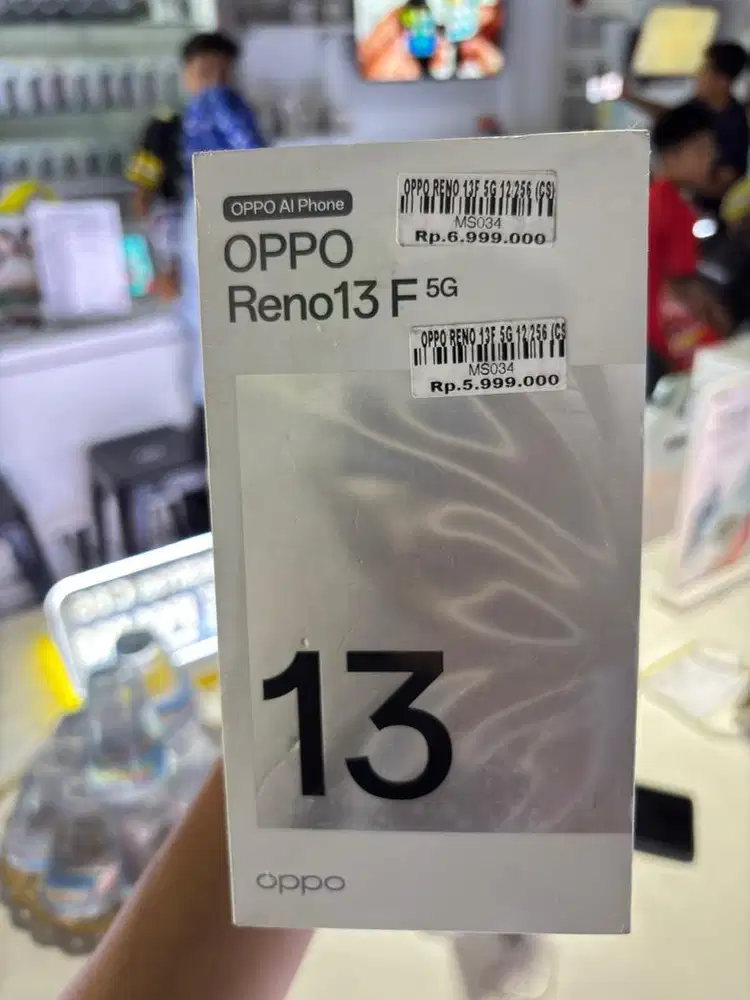 OPPO AI Phone
OPPO
Reno13 F 5G
OPPO RENO 13F 5G 12/256 (CS)
MS034
Rp.6.999.000
OPPO RENO 13F 5G 12/256 (CS
MS034
Rp.5.999.000
13
oppo